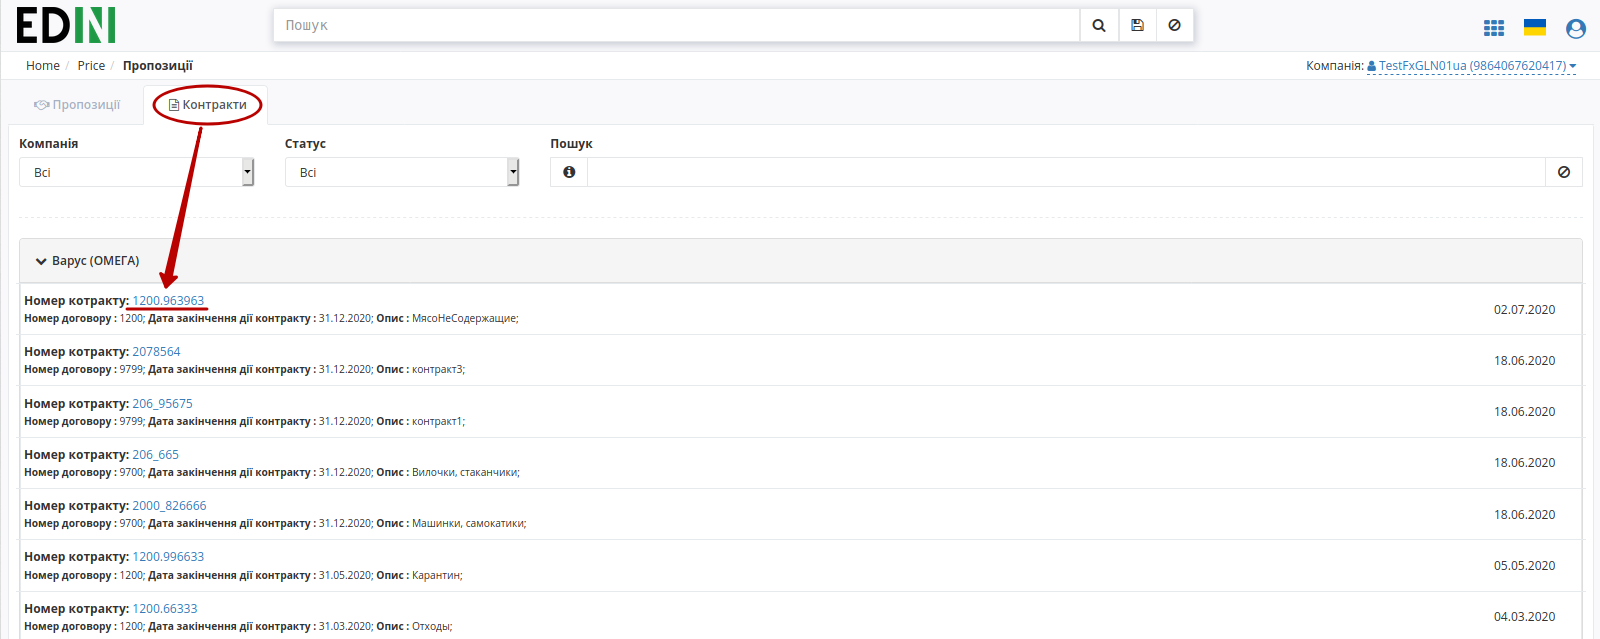 EDIN
Пошук
Home / Price / Пропозиції
Компанія: TestFxGLN01ua (9864067620417)
Пропозиції
Контракти
Компанія
Статус
Пошук
Всі
Всі
Варус (ОМЕГА)
Номер котракту: 1200.963963
Номер договору : 1200; Дата закінчення дії контракту : 31.12.2020; Опис : МясоНеСодержащие;
02.07.2020
Номер котракту: 2078564
Номер договору : 9799; Дата закінчення дії контракту : 31.12.2020; Опис : контракт3;
18.06.2020
Номер котракту: 206_95675
Номер договору : 9799; Дата закінчення дії контракту : 31.12.2020; Опис : контракт1;
18.06.2020
Номер котракту: 206_665
Номер договору : 9700; Дата закінчення дії контракту : 31.12.2020; Опис : Вилочки, стаканчики;
18.06.2020
Номер котракту: 2000_826666
Номер договору : 9700; Дата закінчення дії контракту : 31.12.2020; Опис : Машинки, самокатики;
18.06.2020
Номер котракту: 1200.996633
Номер договору : 1200; Дата закінчення дії контракту : 31.05.2020; Опис : Карантин;
05.05.2020
Номер котракту: 1200.66333
Номер договору : 1200; Дата закінчення дії контракту : 31.03.2020; Опис : Отходы;
04.03.2020